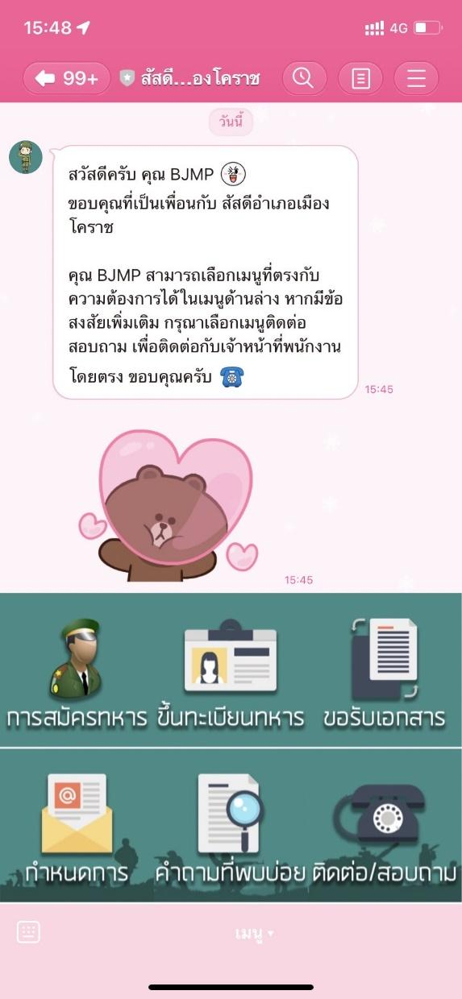 15:48
4G
99+
สัสดี...องโคราช
วันนี้
สวัสดีครับ คุณ BJMP
ขอบคุณที่เป็นเพื่อนกับ สัสดีอำเภอเมือง
โคราช
คุณ BJMP สามารถเลือกเมนูที่ตรงกับ
ความต้องการได้ในเมนูด้านล่าง หากมีข้อ
สงสัยเพิ่มเติม กรุณาเลือกเมนูติดต่อ
สอบถาม เพื่อติดต่อกับเจ้าหน้าที่พนักงาน
โดยตรง ขอบคุณครับ
15:45
15:45
การสมัครทหาร ขึ้นทะเบียนทหาร ขอรับเอกสาร
กำหนดการ คำถามที่พบบ่อย ติดต่อ/สอบถาม
เมนู